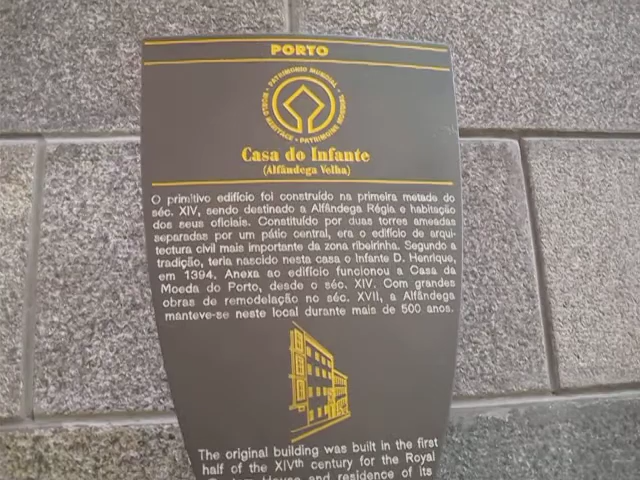 PORTO
PATRIMONIO MUNDIAL • WORLD HERITAGE • PATRIMOINE MONDIAL
Casa do Infante
(Alfândega Velha)
O primitivo edifício foi construído na primeira metade do
séc. XIV, sendo destinado a Alfândega Régia e habitação
dos seus oficiais. Constituído por duas torres ameadas
separadas por um pátio central, era o edifício de arqui-
tectura civil mais importante da zona ribeirinha. Segundo a
tradição, teria nascido nesta casa o Infante D. Henrique,
em 1394. Anexa ao edifício funcionou a Casa da
Moeda do Porto, desde o séc. XIV. Com grandes
obras de remodelação no séc. XVII, a Alfândega
manteve-se neste local durante mais de 500 anos.
The original building was built in the first
half of the XIVth century for the Royal
House and residence of its